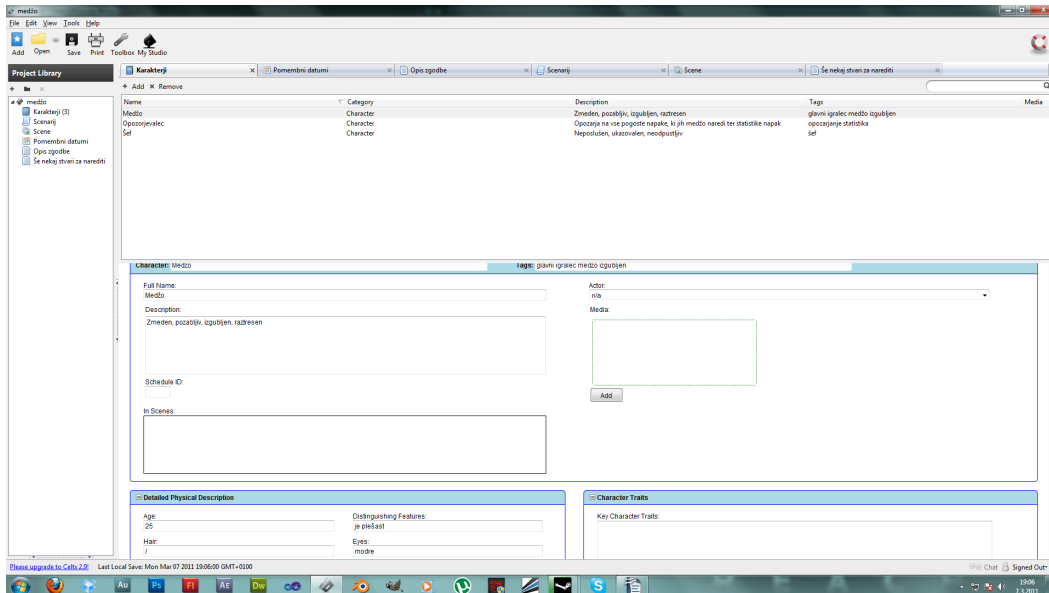 medžo
File Edit View Tools Help
Add Open Save Print Toolbox My Studio
Project Library
Karakterji Pomembni datumi Opis zgodbe Scenarij Scene Še nekaj stvari za narediti
+ Add × Remove
medžo
Karakterji (3)
Scenarij
Scene
Pomembni datumi
Opis zgodbe
Še nekaj stvari za narediti
Name Category Description Tags Media
Medžo Character Zmeden, pozabljiv, izgubljen, raztresen glavni igralec medžo izgubljen
Opozorjevalec Character Opozarja na vse pogoste napake, ki jih medžo naredi ter statistike napak opozarjanje statistika
Šef Character Neposlušen, ukazovalen, neodpustljiv šef
Character: Medžo Tags: glavni igralec medžo izgubljen
Full Name:
Medžo
Actor:
n/a
Description:
Zmeden, pozabljiv, izgubljen, raztresen
Media:
Schedule ID:
Add
In Scenes:
Detailed Physical Description
Age:
25
Distinguishing Features:
je plešast
Hair:
/
Eyes:
modre
Character Traits
Key Character Traits:
Please upgrade to Celtx 2.9! Last Local Save: Mon Mar 07 2011 19:06:00 GMT+0100
Chat Signed Out
Au Ps Fl AE Dw
19:06
7.3.2011